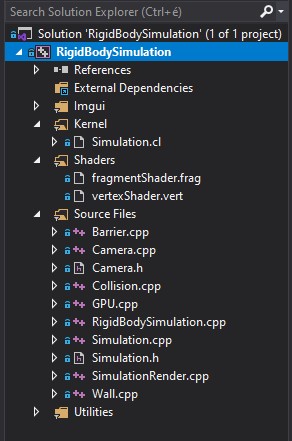 Search Solution Explorer (Ctrl+é)
Solution 'RigidBodySimulation' (1 of 1 project)
RigidBodySimulation
References
External Dependencies
Imgui
Kernel
Simulation.cl
Shaders
fragmentShader.frag
vertexShader.vert
Source Files
Barrier.cpp
Camera.cpp
Camera.h
Collision.cpp
GPU.cpp
RigidBodySimulation.cpp
Simulation.cpp
Simulation.h
SimulationRender.cpp
Wall.cpp
Utilities